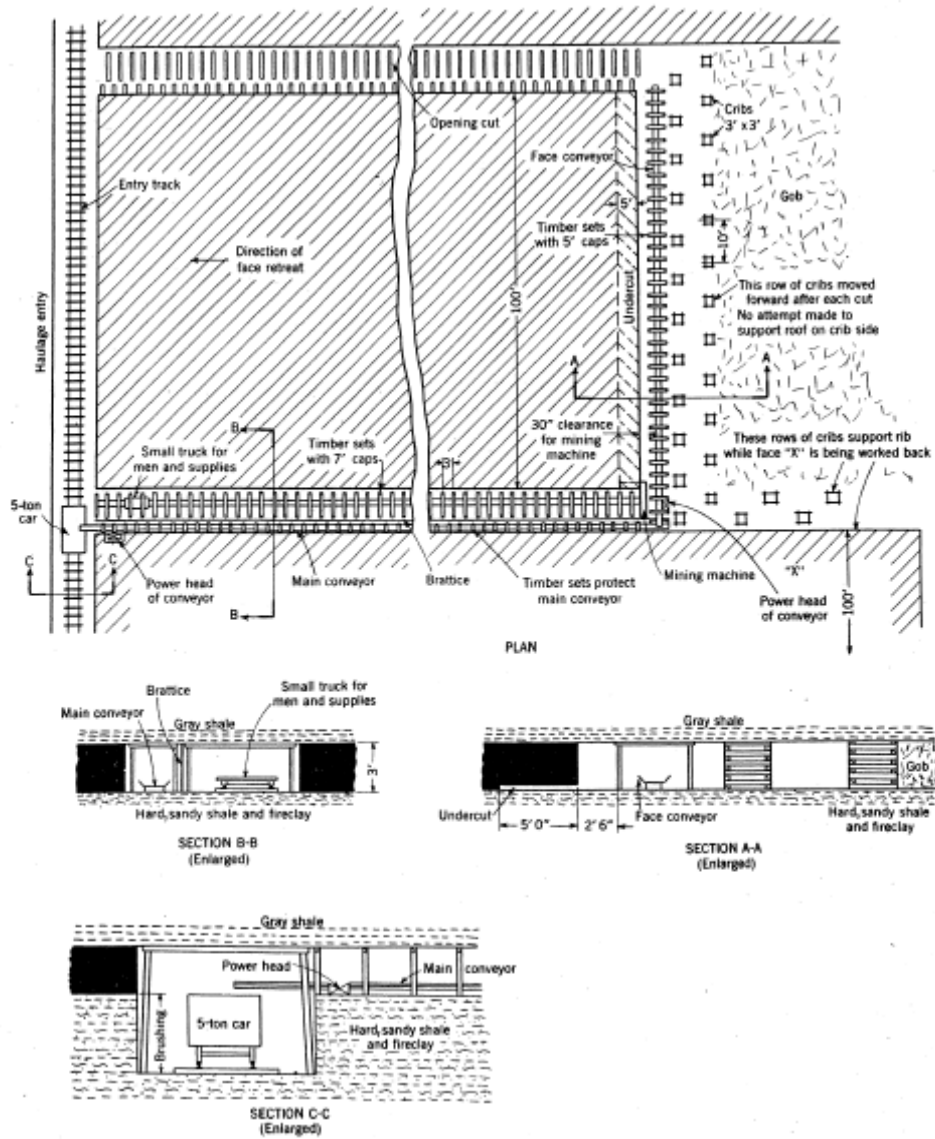 Opening cut
Cribs
3' x 3'
Face conveyor
Entry track
5'
Gob
Timber sets
with 5' caps
10'
Direction of
face retreat
This row of cribs moved
forward after each cut
No attempt made to
support roof on crib side
100'
Undercut
Haulage entry
A
A
B
30" clearance
for mining
machine
These rows of cribs support rib
while face "X" is being worked back
Small truck for
men and supplies
Timber sets
with 7" caps
3'
5-ton
car
C
C
Power head
of conveyor
Main conveyor
Brattice
Timber sets protect
main conveyor
Mining machine
"X"
Power head
of conveyor
100'
B
PLAN
Brattice
Main conveyor
Small truck for
men and supplies
Gray shale
3'
Hard, sandy shale and fireclay
SECTION B-B
(Enlarged)
Gray shale
Gob
Undercut
5' 0"
2' 6"
Face conveyor
Hard, sandy shale
and fireclay
SECTION A-A
(Enlarged)
Gray shale
Power head
Main conveyor
Brushing
5-ton car
Hard, sandy shale
and fireclay
SECTION C-C
(Enlarged)